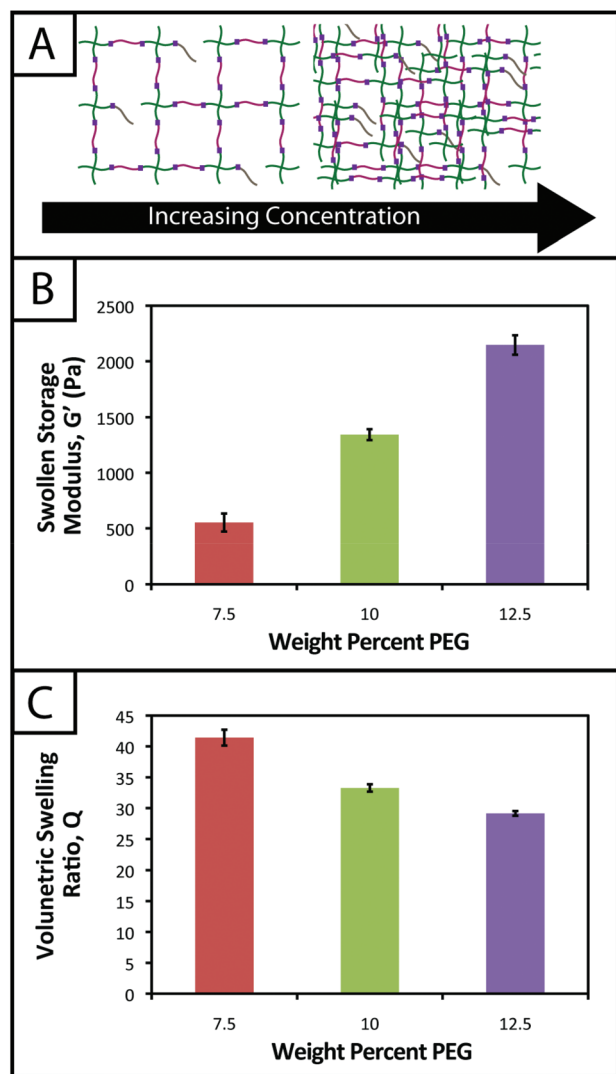 A
Increasing Concentration
B
Swollen Storage
Modulus, G' (Pa)
2500
2000
1500
1000
500
0
7.5 10 12.5
Weight Percent PEG
C
Volunetric Swelling
Ratio, Q
45
40
35
30
25
20
15
10
5
0
7.5 10 12.5
Weight Percent PEG